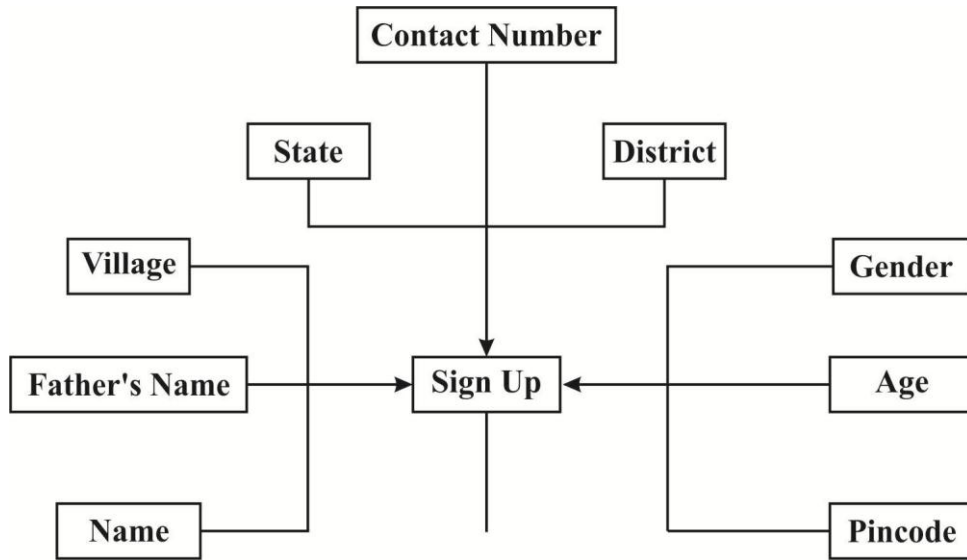 Contact Number
State
District
Village
Gender
Father's Name
Sign Up
Age
Name
Pincode